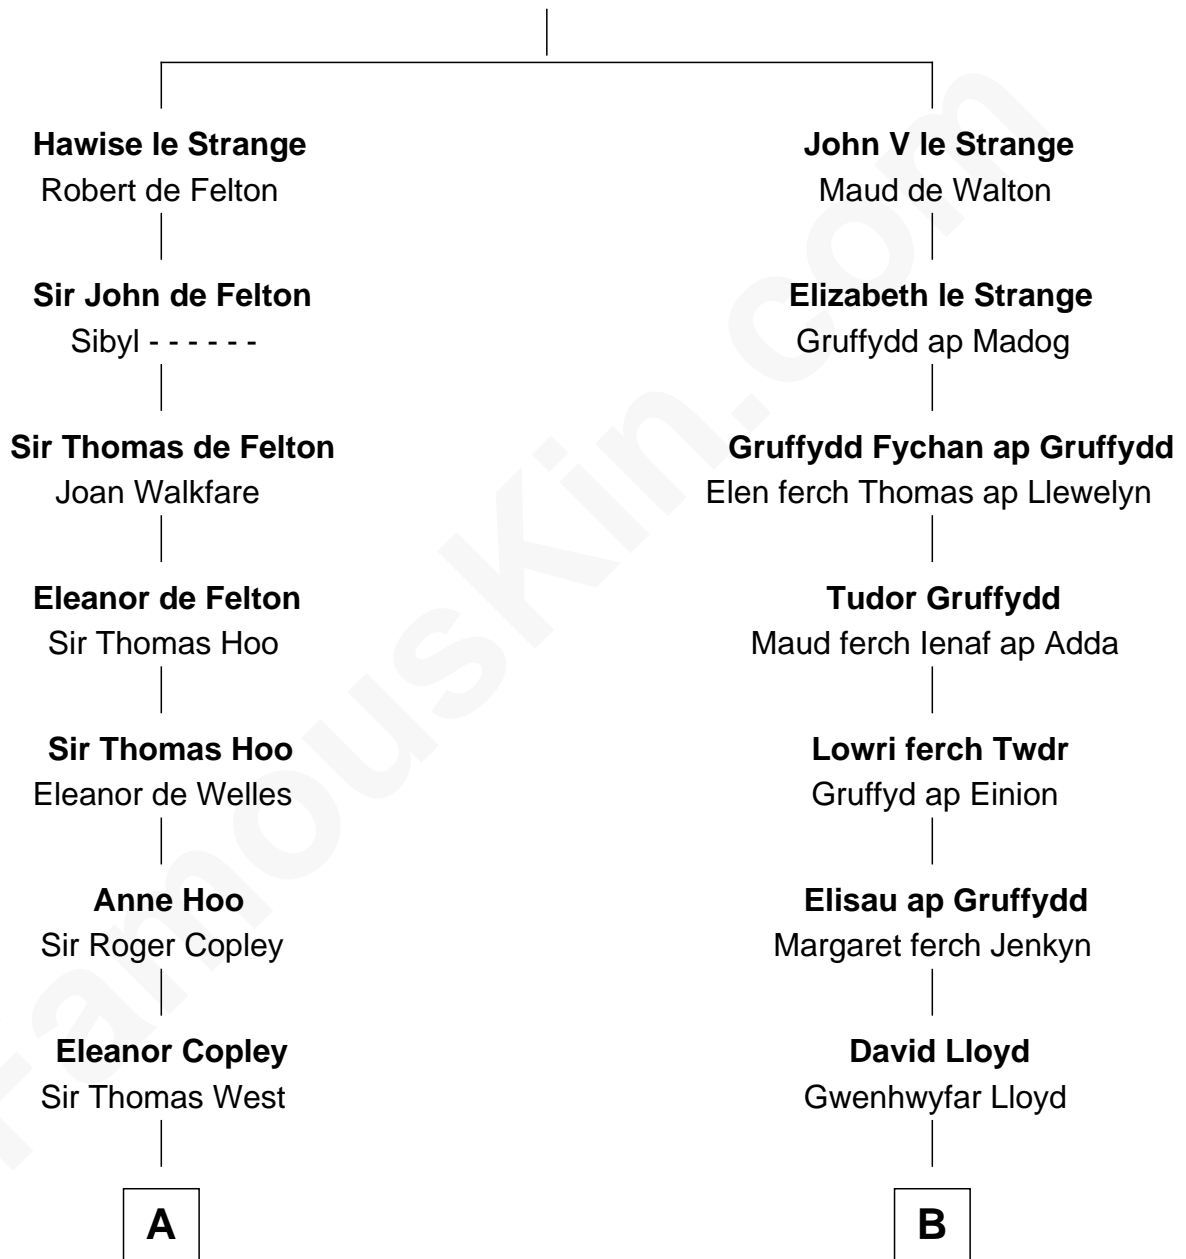 Hawise le Strange
Robert de Felton
Sir John de Felton
Sibyl - - - - - -
Sir Thomas de Felton
Joan Walkfare
Eleanor de Felton
Sir Thomas Hoo
Sir Thomas Hoo
Eleanor de Welles
Anne Hoo
Sir Roger Copley
Eleanor Copley
Sir Thomas West
A
John V le Strange
Maud de Walton
Elizabeth le Strange
Gruffydd ap Madog
Gruffydd Fychan ap Gruffydd
Elen ferch Thomas ap Llewelyn
Tudor Gruffydd
Maud ferch Ienaf ap Adda
Lowri ferch Twdr
Gruffyd ap Einion
Elisau ap Gruffydd
Margaret ferch Jenkyn
David Lloyd
Gwenhwyfar Lloyd
B
FamousKin.com